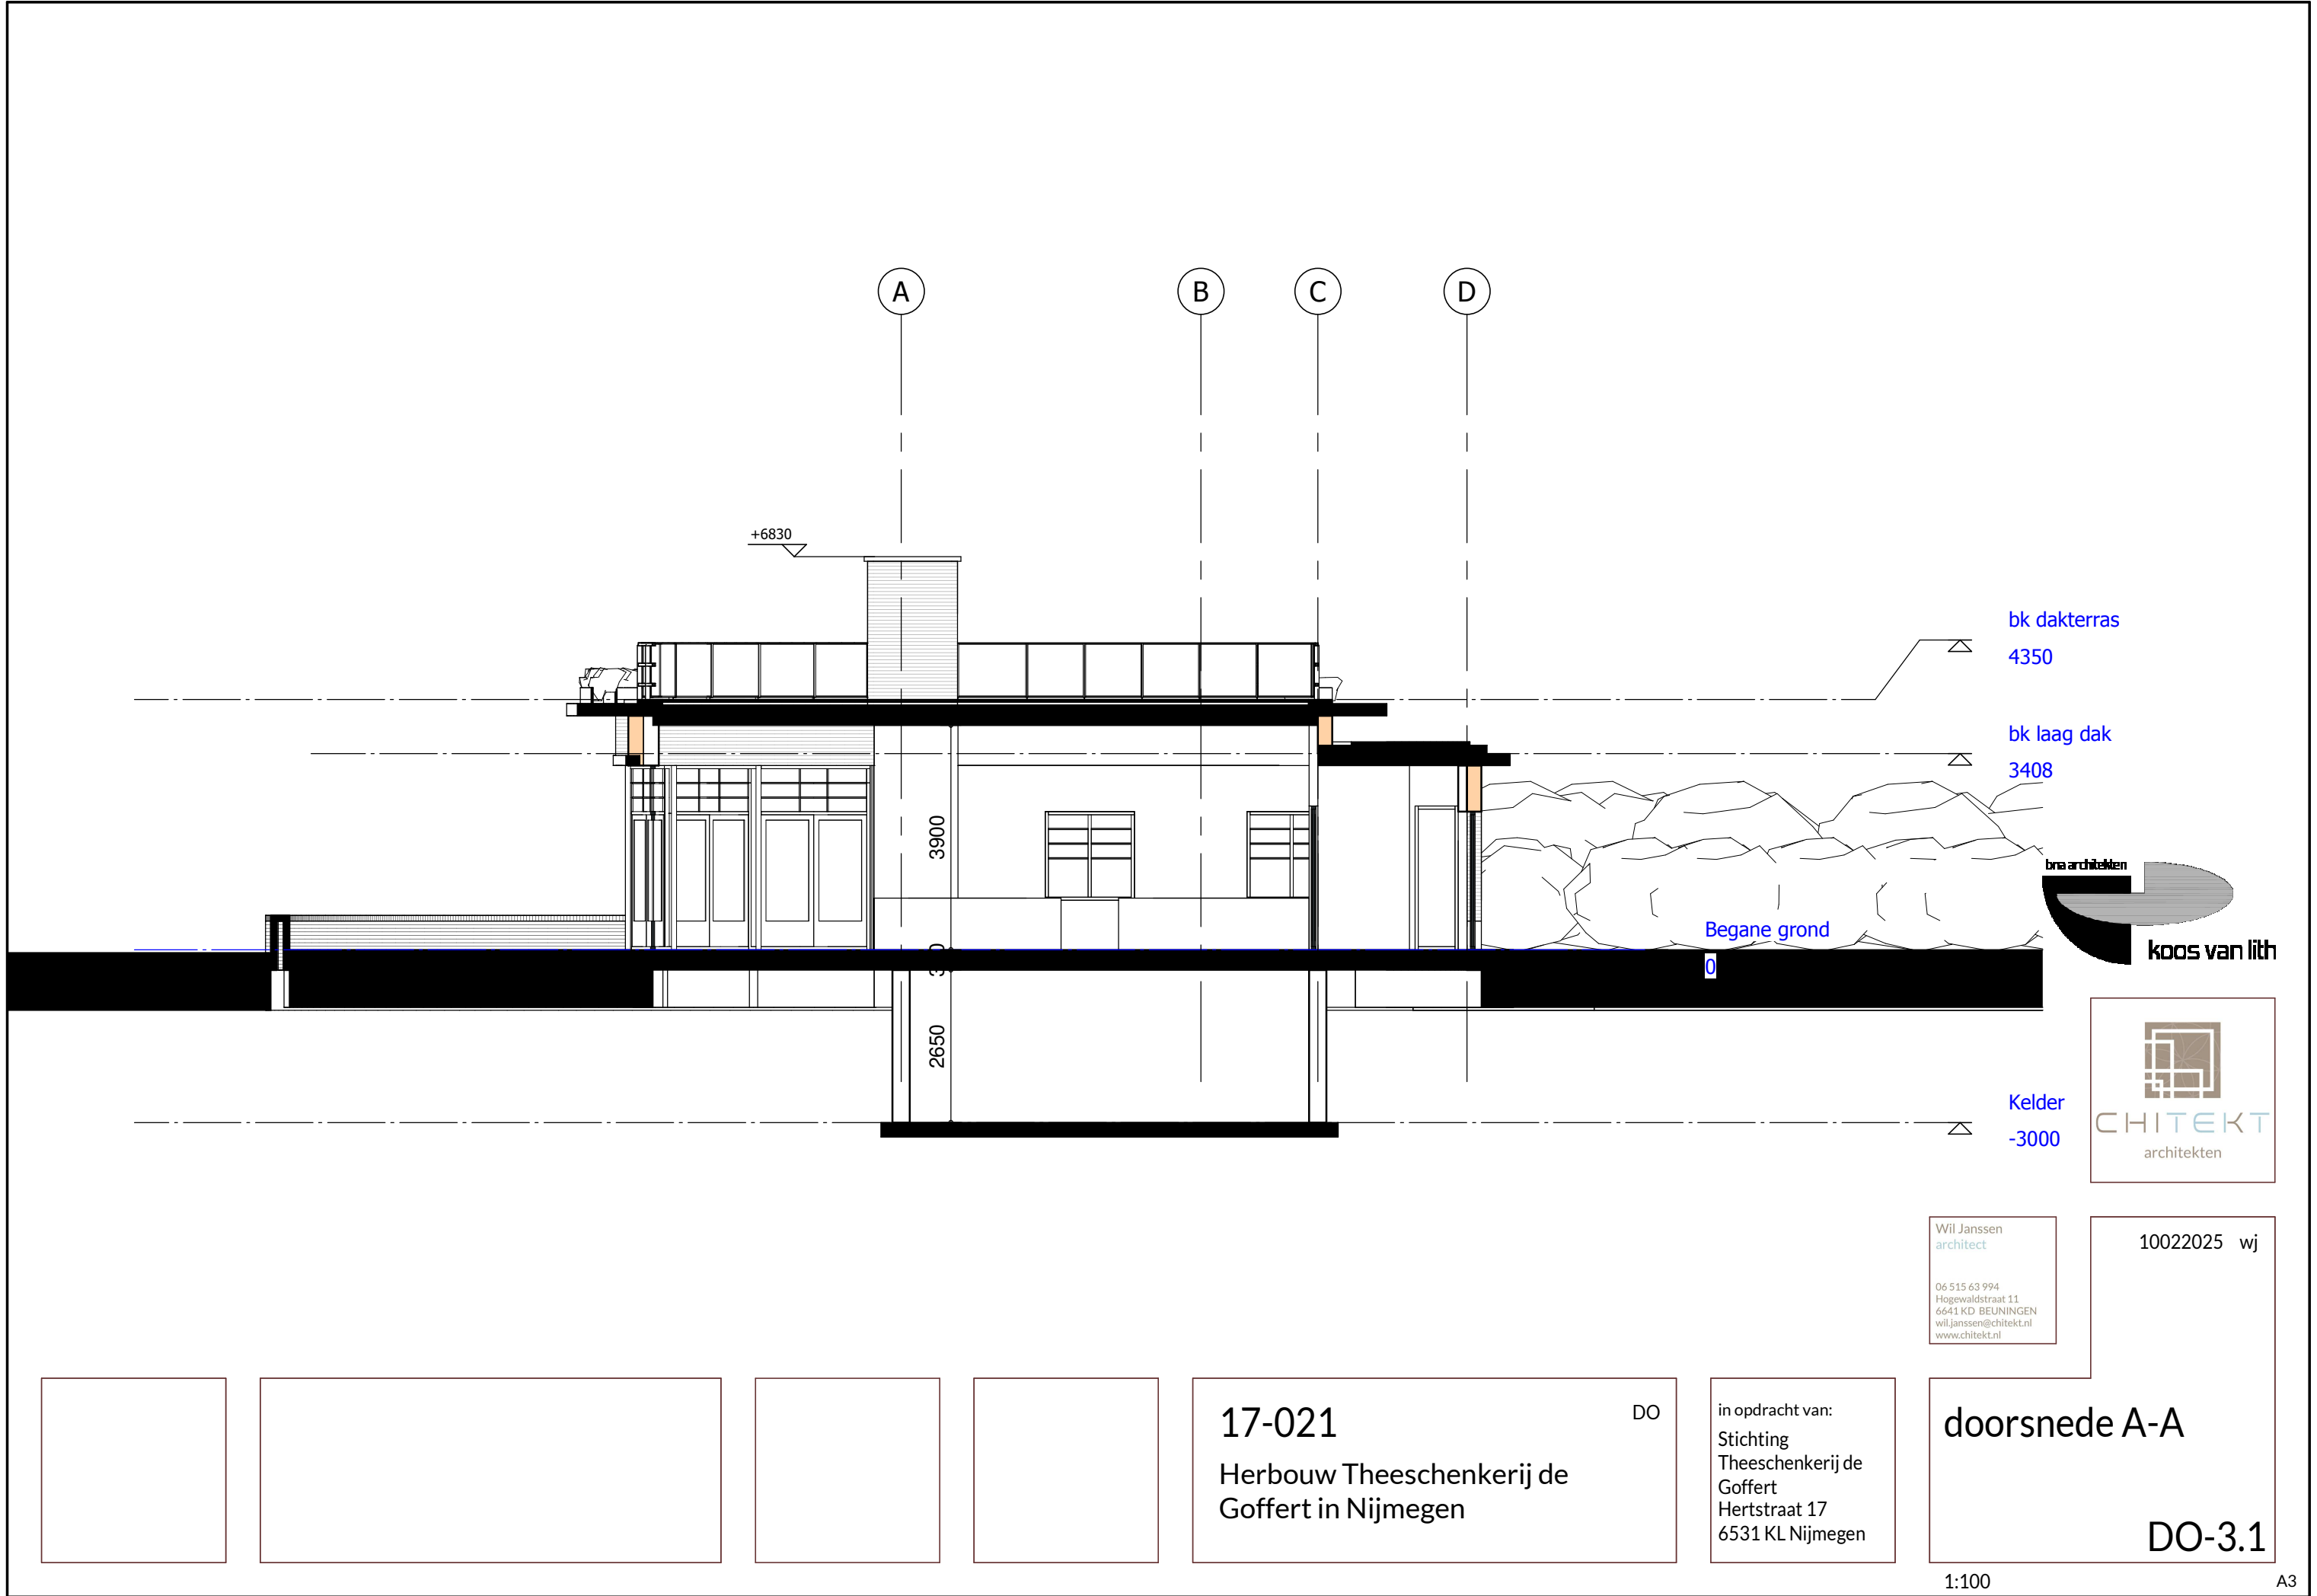 A
B
C
D
+6830
bk dakterras
4350
bk laag dak
3408
3900
Begane grond
0
2650
Kelder
-3000
bna architekten
koos van lith
CHITEKT
architekten
Wil Janssen
architect
06 515 63 994
Hogewaldstraat 11
6641 KD BEUNINGEN
wil.janssen@chitekt.nl
www.chitekt.nl
10022025 wj
17-021
DO
Herbouw Theeschenkerij de
Goffert in Nijmegen
in opdracht van:
Stichting
Theeschenkerij de
Goffert
Hertstraat 17
6531 KL Nijmegen
doorsnede A-A
DO-3.1
1:100
A3